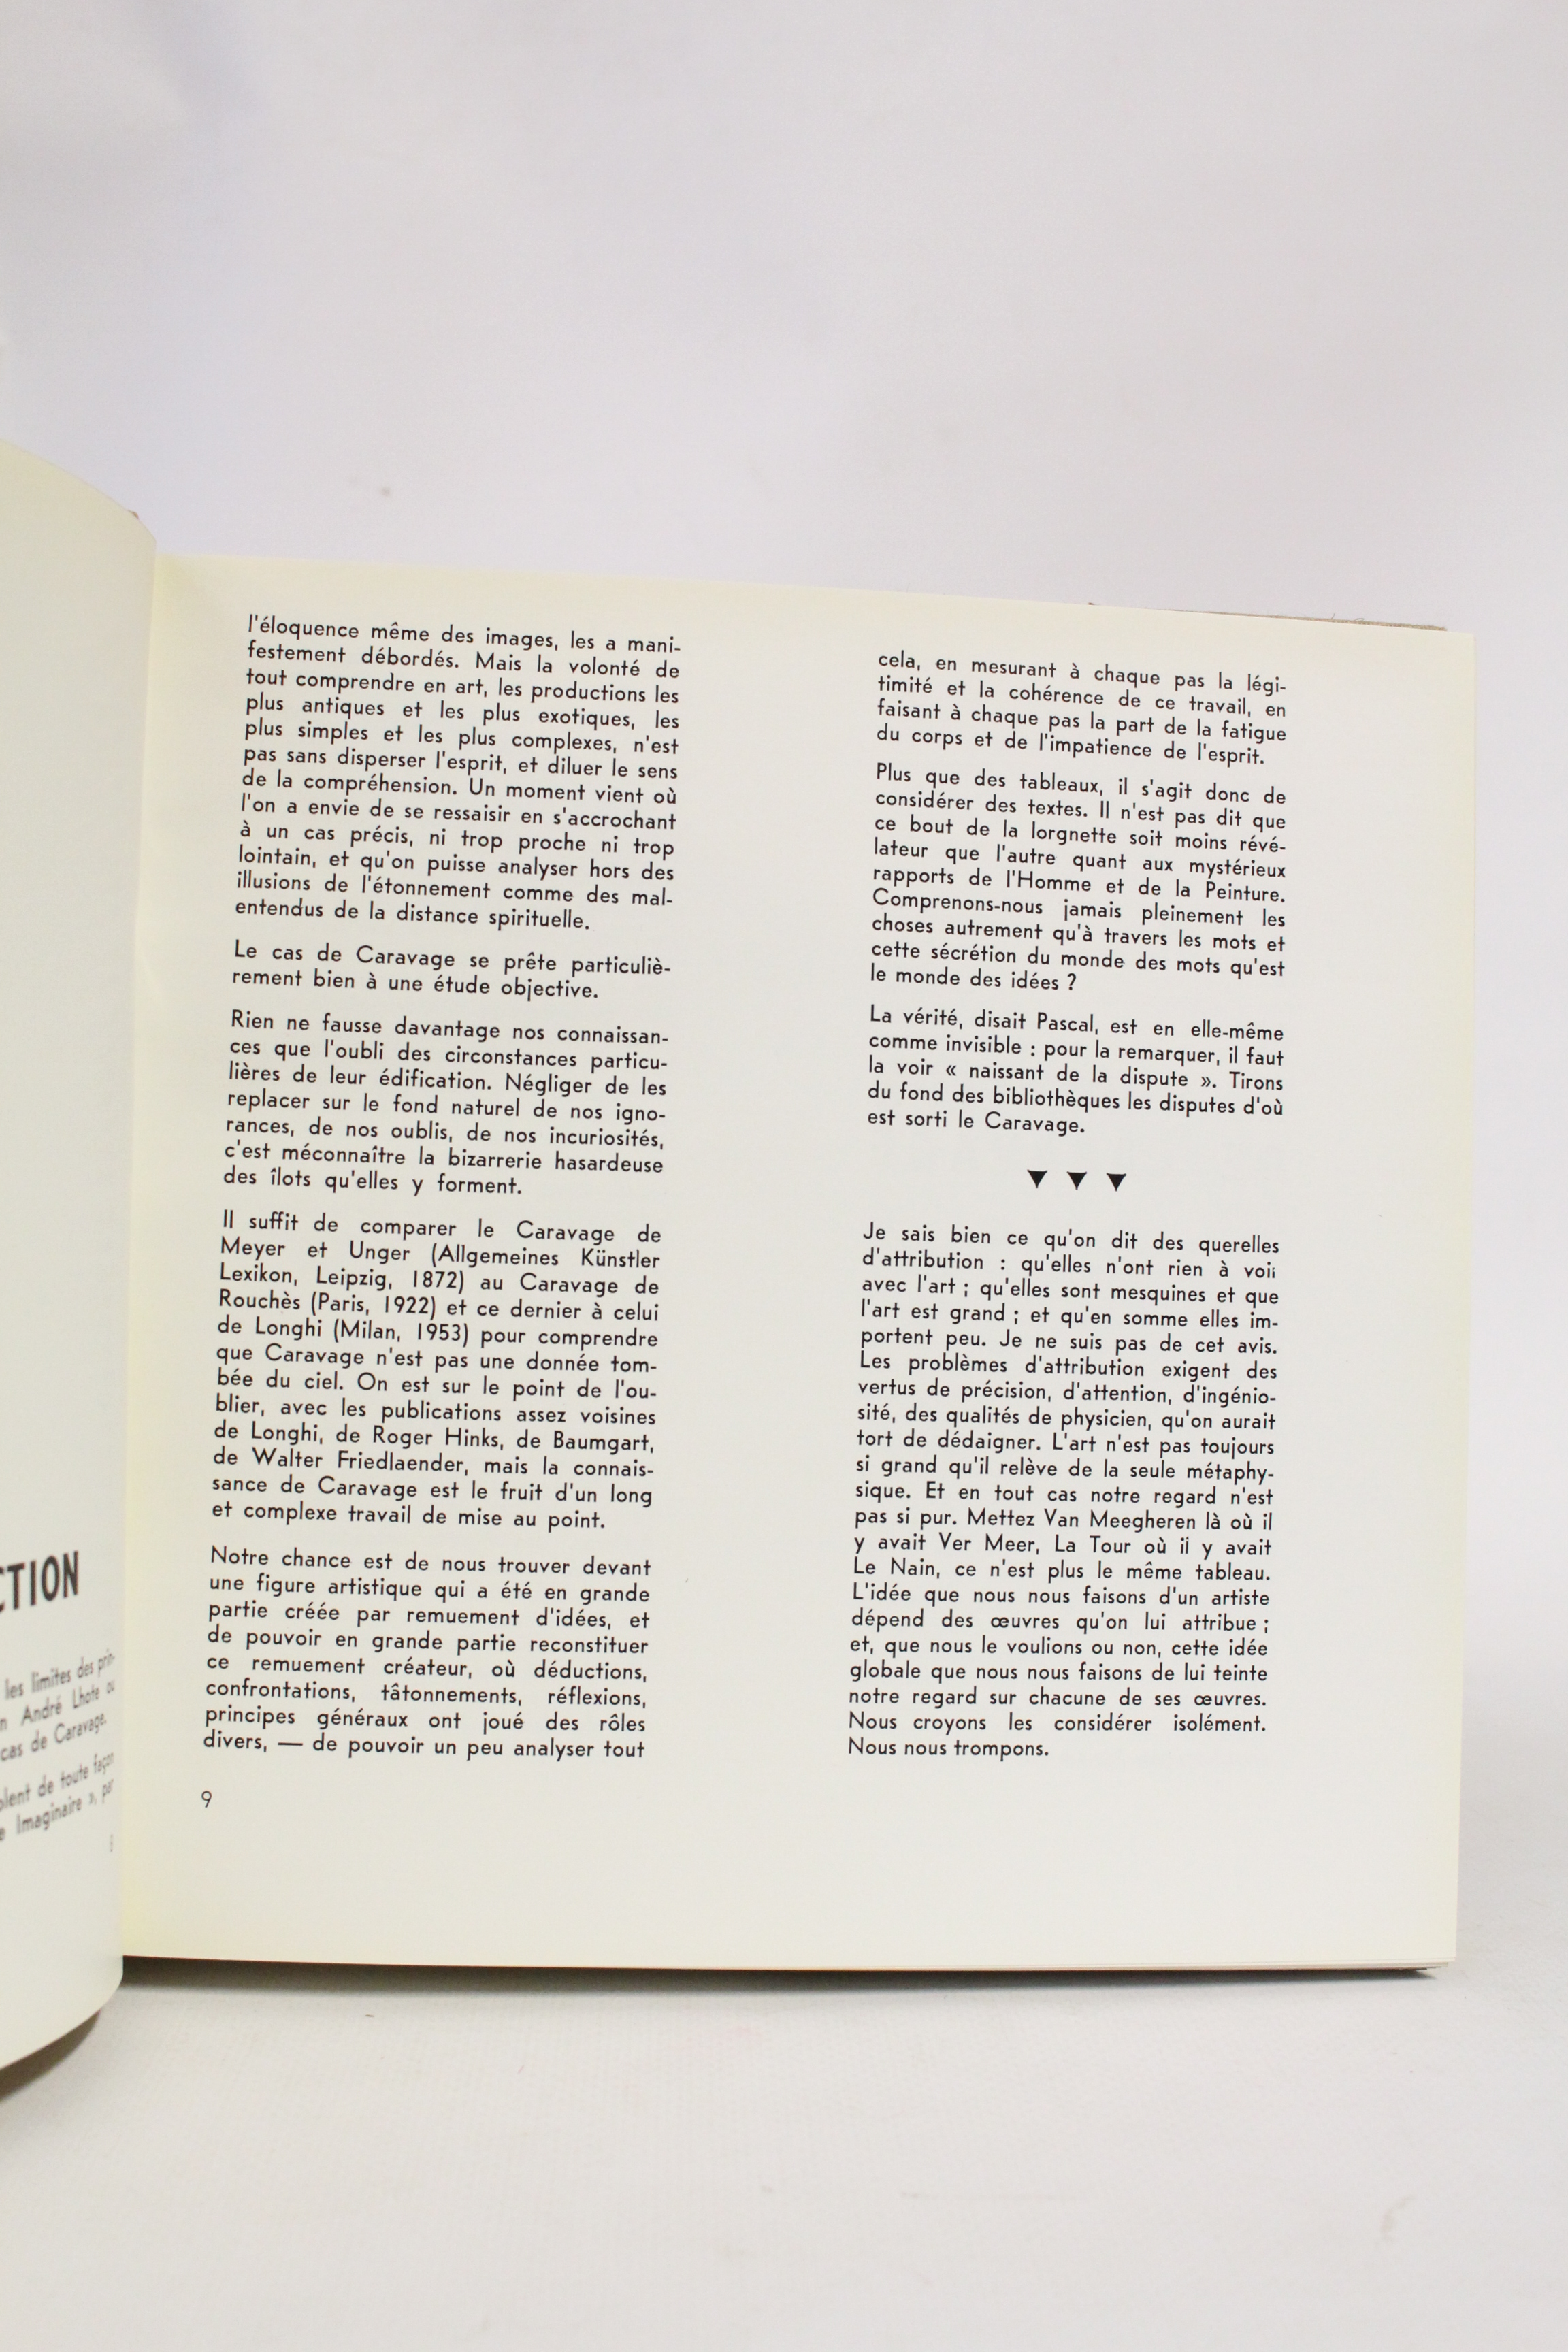 CTION
les limites des prin-
André Lhote ou
cas de Caravage.
de toute façon
Imaginaire », par
8
l'éloquence même des images, les a mani-
festement débordés. Mais la volonté de
tout comprendre en art, les productions les
plus antiques et les plus exotiques, les
plus simples et les plus complexes, n'est
pas sans disperser l'esprit, et diluer le sens
de la compréhension. Un moment vient où
l'on a envie de se ressaisir en s'accrochant
à un cas précis, ni trop proche ni trop
lointain, et qu'on puisse analyser hors des
illusions de l'étonnement comme des mal-
entendus de la distance spirituelle.
Le cas de Caravage se prête particuliè-
rement bien à une étude objective.
Rien ne fausse davantage nos connaissan-
ces que l'oubli des circonstances particu-
lières de leur édification. Négliger de les
replacer sur le fond naturel de nos igno-
rances, de nos oublis, de nos incuriosités,
c'est méconnaître la bizarrerie hasardeuse
des îlots qu'elles y forment.
Il suffit de comparer le Caravage de
Meyer et Unger (Allgemeines Künstler
Lexikon, Leipzig, 1872) au Caravage de
Rouchès (Paris, 1922) et ce dernier à celui
de Longhi (Milan, 1953) pour comprendre
que Caravage n'est pas une donnée tom-
bée du ciel. On est sur le point de l'ou-
blier, avec les publications assez voisines
de Longhi, de Roger Hinks, de Baumgart,
de Walter Friedlaender, mais la connais-
sance de Caravage est le fruit d'un long
et complexe travail de mise au point.
Notre chance est de nous trouver devant
une figure artistique qui a été en grande
partie créée par remuement d'idées, et
de pouvoir en grande partie reconstituer
ce remuement créateur, où déductions,
confrontations, tâtonnements, réflexions,
principes généraux ont joué des rôles
divers, — de pouvoir un peu analyser tout
9
cela, en mesurant à chaque pas la légi-
timité et la cohérence de ce travail, en
faisant à chaque pas la part de la fatigue
du corps et de l'impatience de l'esprit.
Plus que des tableaux, il s'agit donc de
considérer des textes. Il n'est pas dit que
ce bout de la lorgnette soit moins révé-
lateur que l'autre quant aux mystérieux
rapports de l'Homme et de la Peinture.
Comprenons-nous jamais pleinement les
choses autrement qu'à travers les mots et
cette sécrétion du monde des mots qu'est
le monde des idées ?
La vérité, disait Pascal, est en elle-même
comme invisible : pour la remarquer, il faut
la voir « naissant de la dispute ». Tirons
du fond des bibliothèques les disputes d'où
est sorti le Caravage.
▼ ▼ ▼
Je sais bien ce qu'on dit des querelles
d'attribution : qu'elles n'ont rien à voir
avec l'art ; qu'elles sont mesquines et que
l'art est grand ; et qu'en somme elles im-
portent peu. Je ne suis pas de cet avis.
Les problèmes d'attribution exigent des
vertus de précision, d'attention, d'ingénio-
sité, des qualités de physicien, qu'on aurait
tort de dédaigner. L'art n'est pas toujours
si grand qu'il relève de la seule métaphy-
sique. Et en tout cas notre regard n'est
pas si pur. Mettez Van Meegheren là où il
y avait Ver Meer, La Tour où il y avait
Le Nain, ce n'est plus le même tableau.
L'idée que nous nous faisons d'un artiste
dépend des œuvres qu'on lui attribue ;
et, que nous le voulions ou non, cette idée
globale que nous nous faisons de lui teinte
notre regard sur chacune de ses œuvres.
Nous croyons les considérer isolément.
Nous nous trompons.